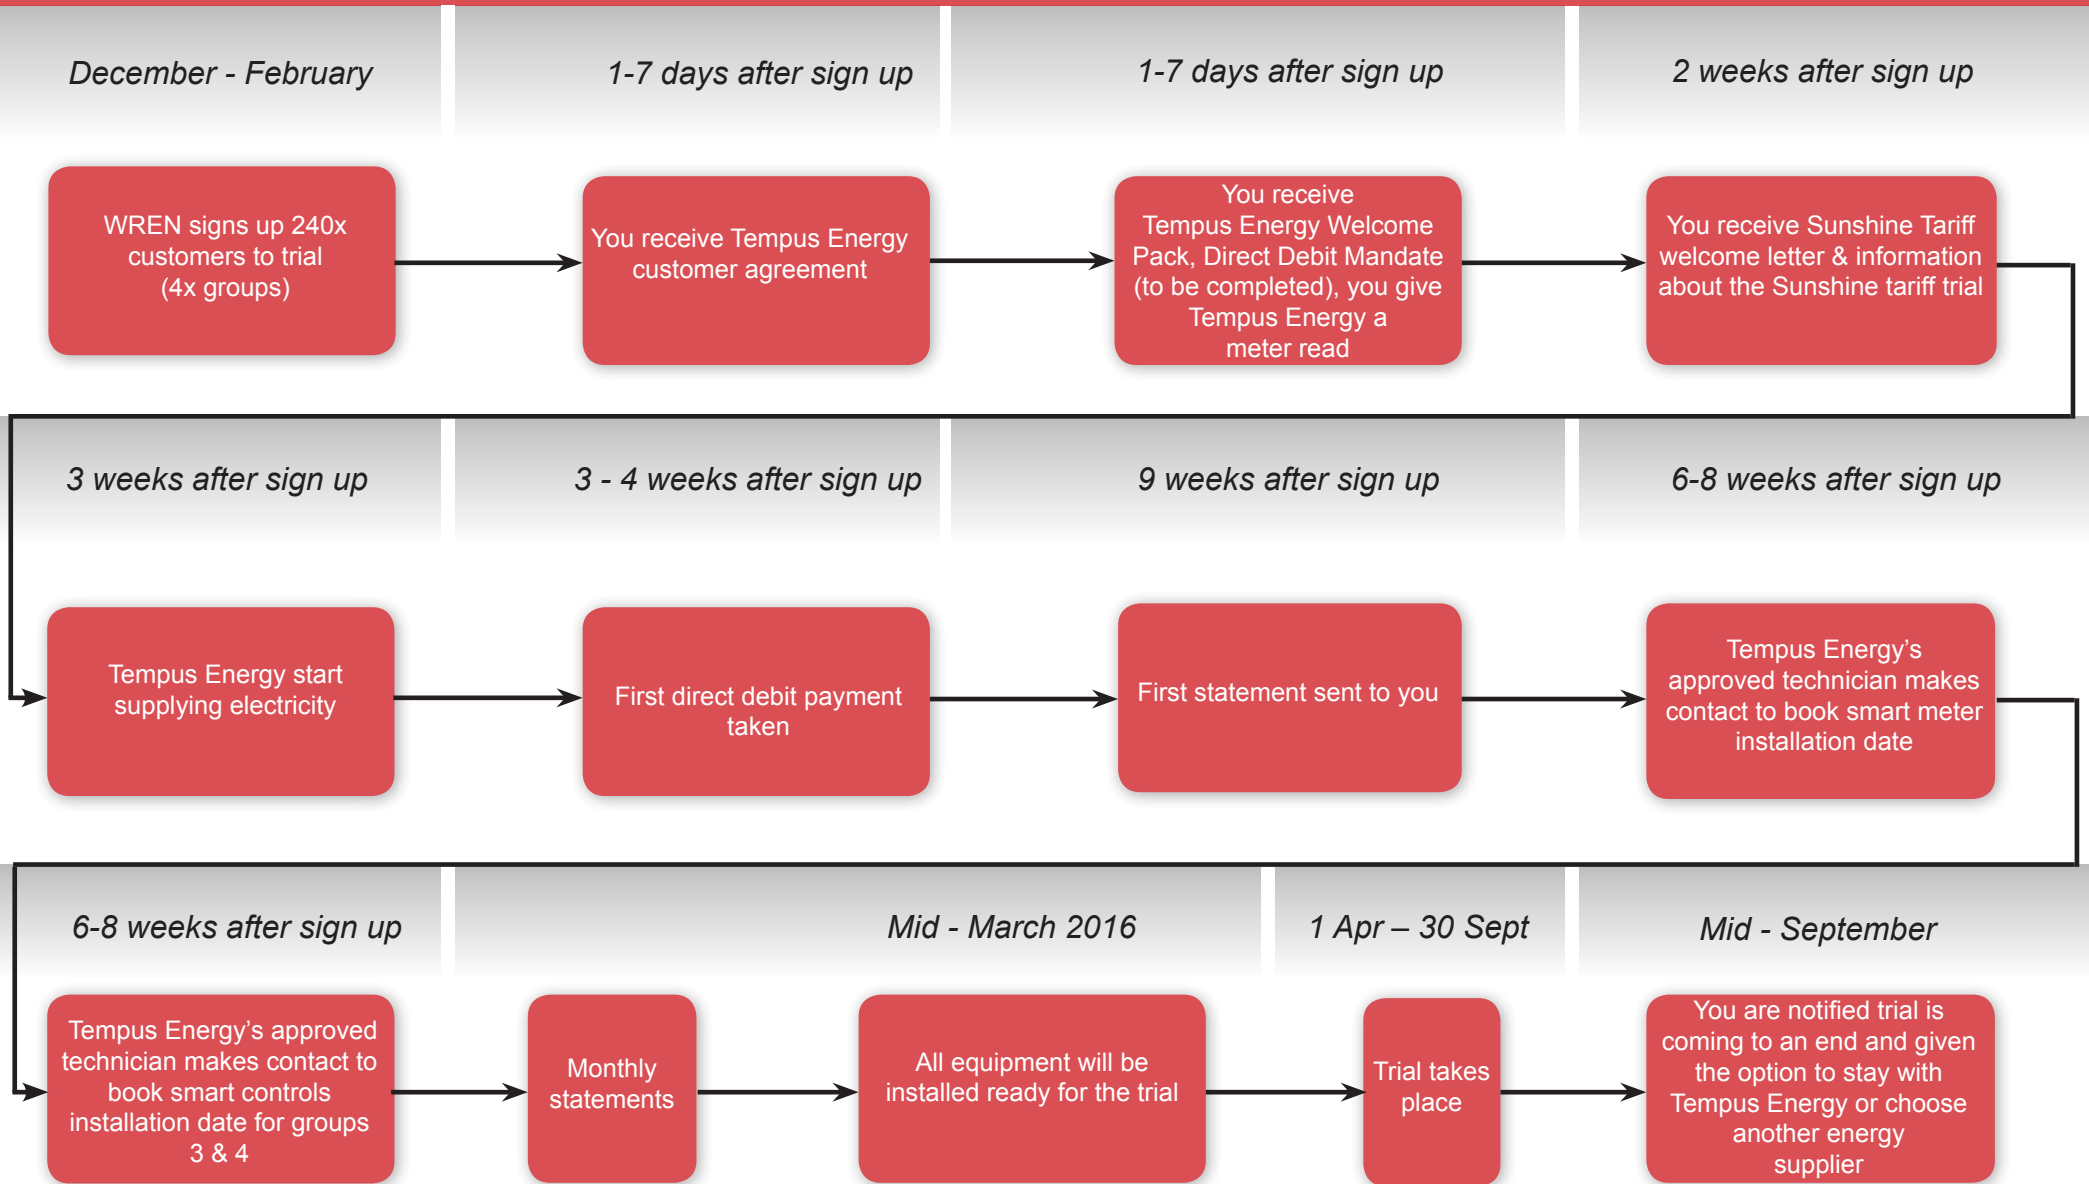 December - February
1-7 days after sign up
1-7 days after sign up
2 weeks after sign up
WREN signs up 240x
customers to trial
(4x groups)
You receive Tempus Energy
customer agreement
You receive
Tempus Energy Welcome
Pack, Direct Debit Mandate
(to be completed), you give
Tempus Energy a
meter read
You receive Sunshine Tariff
welcome letter & information
about the Sunshine tariff trial
3 weeks after sign up
3 - 4 weeks after sign up
9 weeks after sign up
6-8 weeks after sign up
Tempus Energy start
supplying electricity
First direct debit payment
taken
First statement sent to you
Tempus Energy’s
approved technician makes
contact to book smart meter
installation date
6-8 weeks after sign up
Mid - March 2016
1 Apr – 30 Sept
Mid - September
Tempus Energy’s approved
technician makes contact to
book smart controls
installation date for groups
3 & 4
Monthly
statements
All equipment will be
installed ready for the trial
Trial takes
place
You are notified trial is
coming to an end and given
the option to stay with
Tempus Energy or choose
another energy
supplier